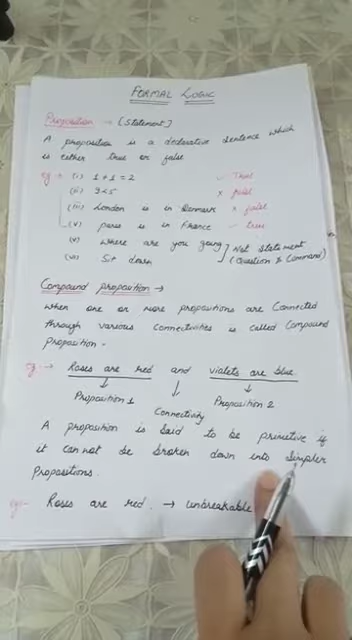 FORMAL LOGIC
Proposition → [Statement]
A proposition is a declarative sentence which
is either true or false
eg :- (i) 1 + 1 = 2 ✓ True
(ii) 9 < 5 × false
(iii) London is in Denmark × false
(v) paris is in France ✓ true
(v) where are you going ] Not Statement
(vi) Sit down (Question & Command)
Compound proposition →
when one or more propositions are Connected
through various connectivities is called Compound
proposition .
eg :- Roses are red and violets are blue
Proposition 1 Connectivity Proposition 2
A proposition is said to be primitive if
it can not be broken down into simpler
Propositions.
eg:- Roses are red . → unbreakable